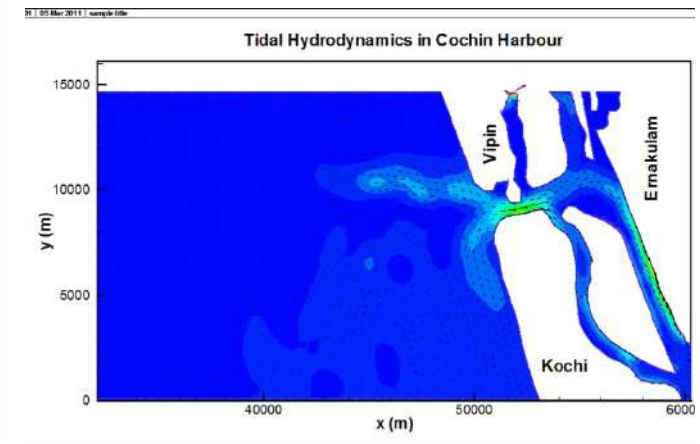 01 | 05 Mar 2011 | sample title
Tidal Hydrodynamics in Cochin Harbour
15000
10000
5000
0
y (m)
Vipin
Ernakulam
Kochi
40000
50000
6000
x (m)